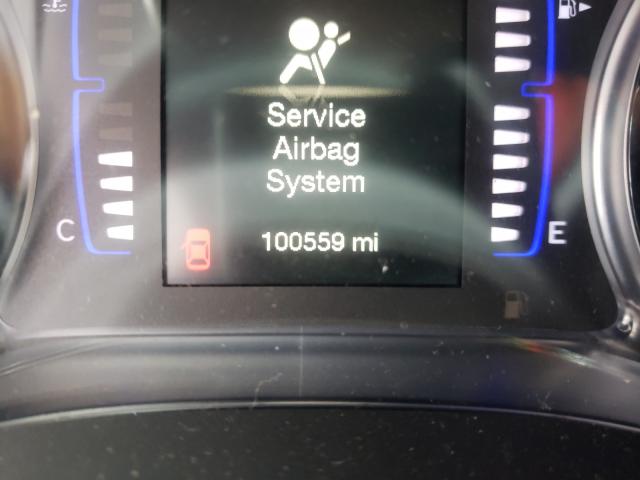 Service
Airbag
System
C
100559 mi
E